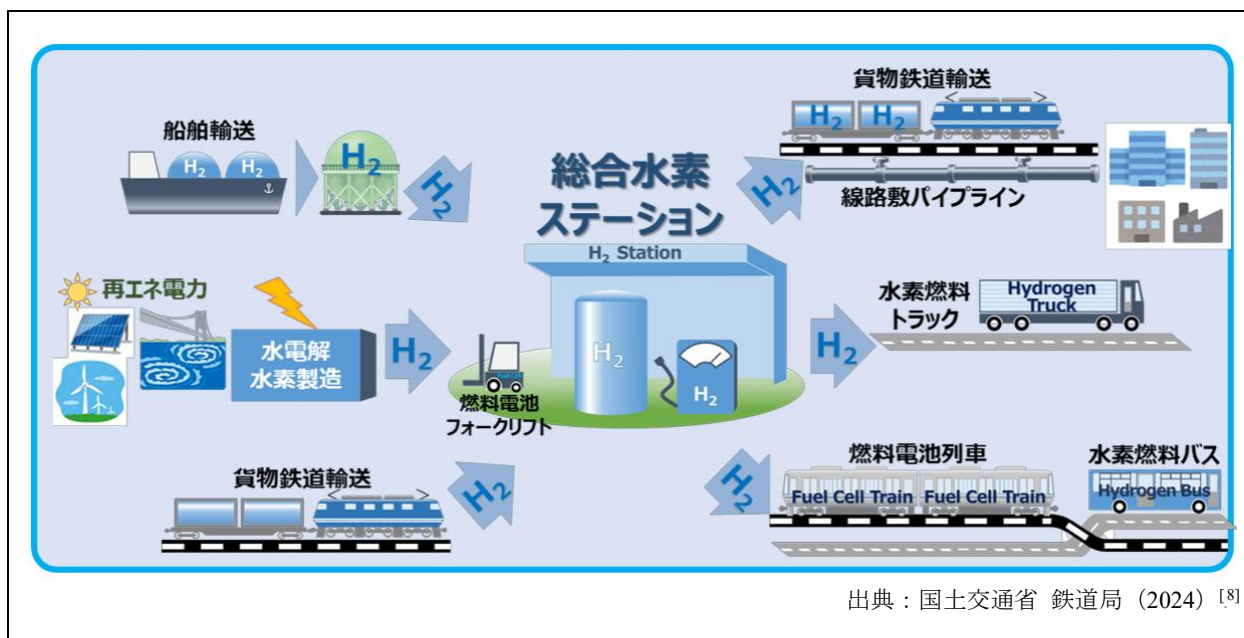 船舶輸送
H₂ H₂
H₂
H₂
再エネ電力
水電解
水素製造
H₂
貨物鉄道輸送
H₂
総合水素
ステーション
H₂ Station
H₂
H₂
Fuel Cell
燃料電池
フォークリフト
貨物鉄道輸送
H₂ H₂
H₂
線路敷パイプライン
水素燃料
トラック
Hydrogen
Truck
H₂
燃料電池列車
水素燃料バス
H₂
Fuel Cell Train Fuel Cell Train
Hydrogen Bus
出典:国土交通省 鉄道局(2024)[8]